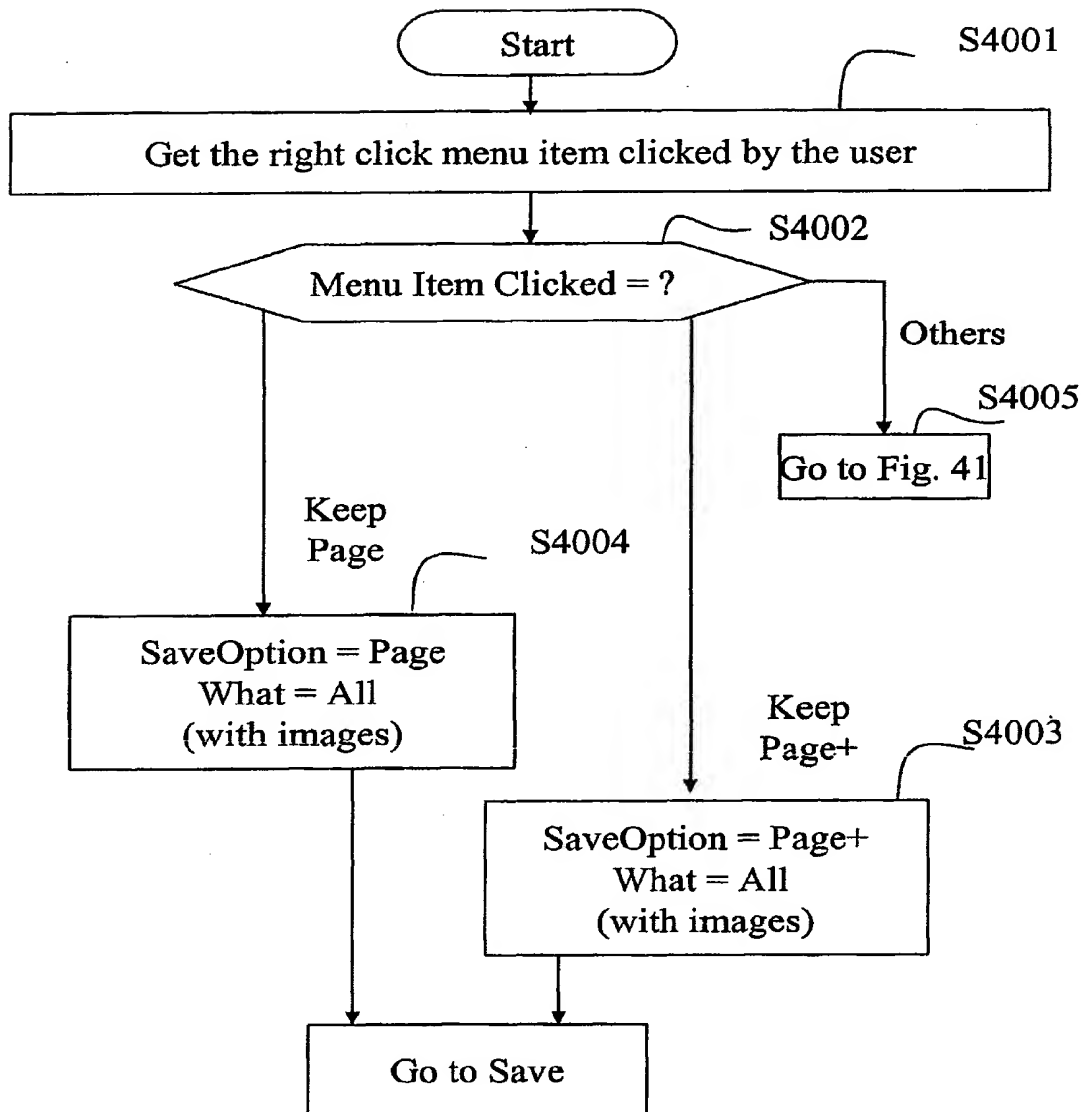 Start
S4001
Get the right click menu item clicked by the user
S4002
Menu Item Clicked = ?
Others
S4005
Go to Fig. 41
Keep
Page
S4004
SaveOption = Page
What = All
(with images)
Keep
Page+
S4003
SaveOption = Page+
What = All
(with images)
Go to Save